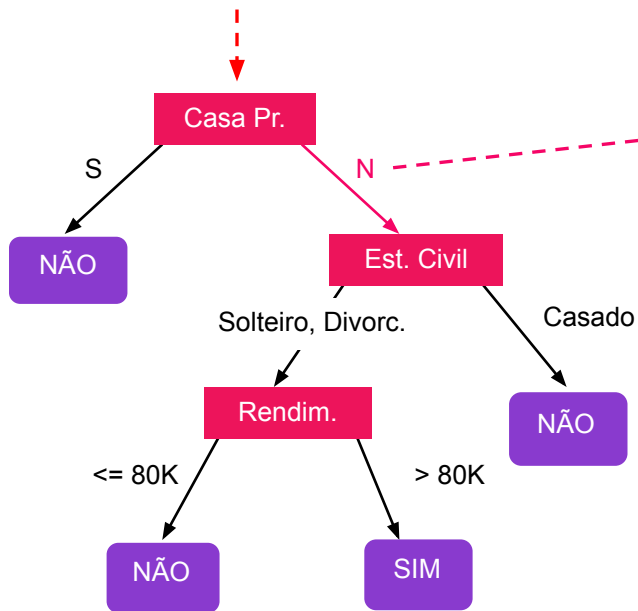 Casa Pr.
S
N
NÃO
Est. Civil
Solteiro, Divorc.
Casado
Rendim.
NÃO
<= 80K
> 80K
NÃO
SIM